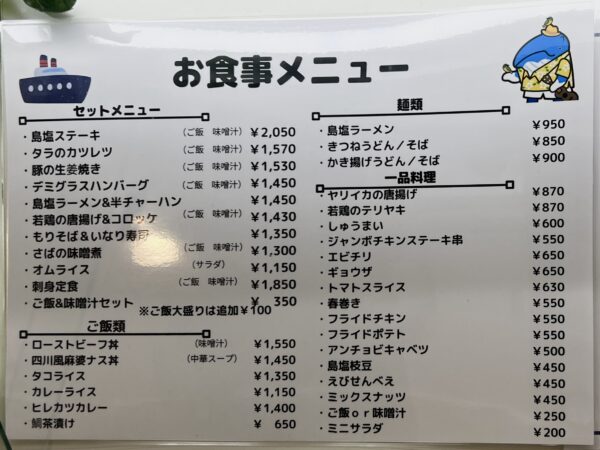 お食事メニュー
セットメニュー
・島塩ステーキ （ご飯 味噌汁） ￥2,050
・タラのカツレツ （ご飯 味噌汁） ￥1,570
・豚の生姜焼き （ご飯 味噌汁） ￥1,530
・デミグラスハンバーグ （ご飯 味噌汁） ￥1,450
・島塩ラーメン&半チャーハン ￥1,450
・若鶏の唐揚げ&コロッケ （ご飯 味噌汁） ￥1,430
・もりそば&いなり寿司 ￥1,350
・さばの味噌煮 （ご飯 味噌汁） ￥1,300
・オムライス （サラダ） ￥1,150
・刺身定食 （ご飯 味噌汁） ￥1,850
・ご飯&味噌汁セット ￥ 350
※ご飯大盛りは追加￥100
ご飯類
・ローストビーフ丼 （味噌汁） ￥1,550
・四川風麻婆ナス丼 （中華スープ） ￥1,450
・タコライス ￥1,350
・カレーライス ￥1,150
・ヒレカツカレー ￥1,400
・鯛茶漬け ￥ 650
麺類
・島塩ラーメン ￥950
・きつねうどん／そば ￥850
・かき揚げうどん／そば ￥900
一品料理
・ヤリイカの唐揚げ ￥870
・若鶏のテリヤキ ￥870
・しゅうまい ￥600
・ジャンボチキンステーキ串 ￥550
・エビチリ ￥650
・ギョウザ ￥650
・トマトスライス ￥630
・春巻き ￥550
・フライドチキン ￥550
・フライドポテト ￥550
・アンチョビキャベツ ￥500
・島塩枝豆 ￥450
・えびせんべえ ￥450
・ミックスナッツ ￥450
・ご飯or味噌汁 ￥250
・ミニサラダ ￥200